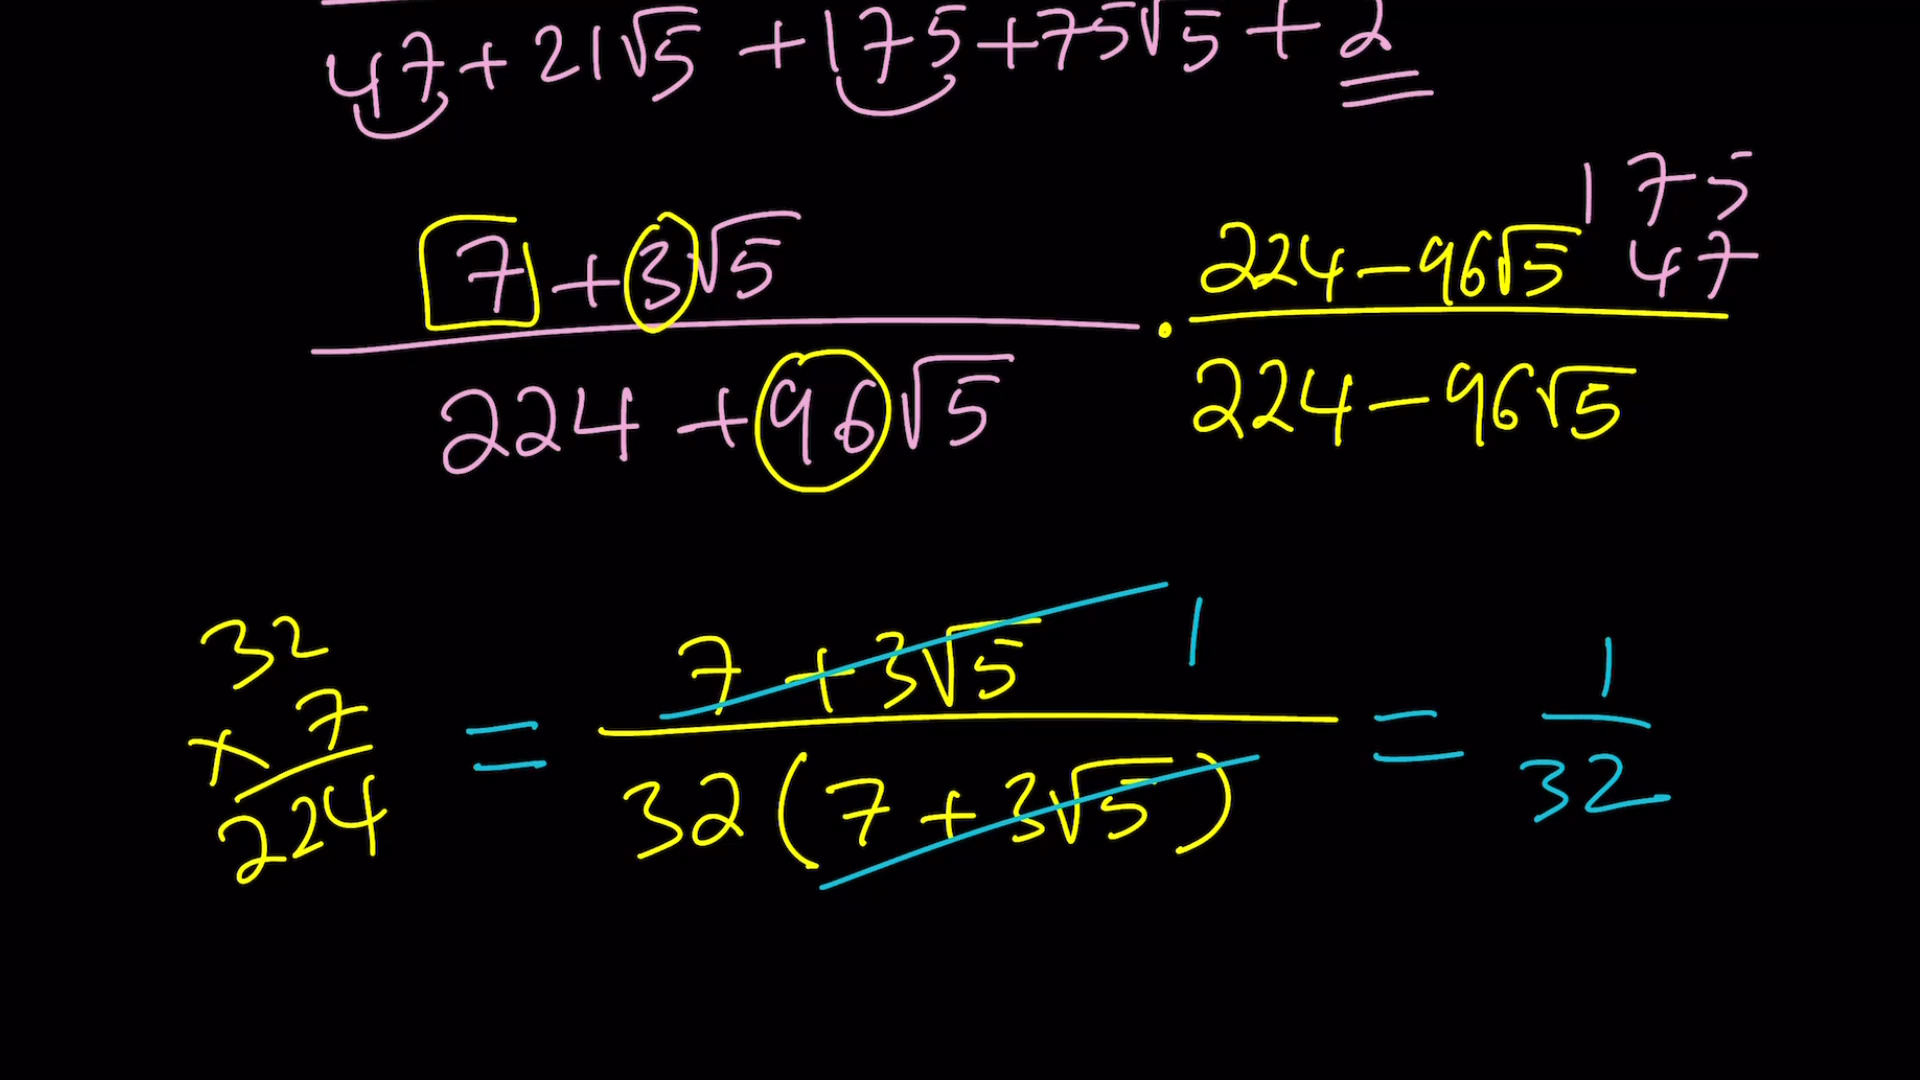 47 + 21√5 + 175 + 75√5 + 2
175
47
7 + 3√5
224 + 96√5
·
224 − 96√5
224 − 96√5
32
× 7
224
=
7 + 3√5 1
32 ( 7 + 3√5 )
=
1
32